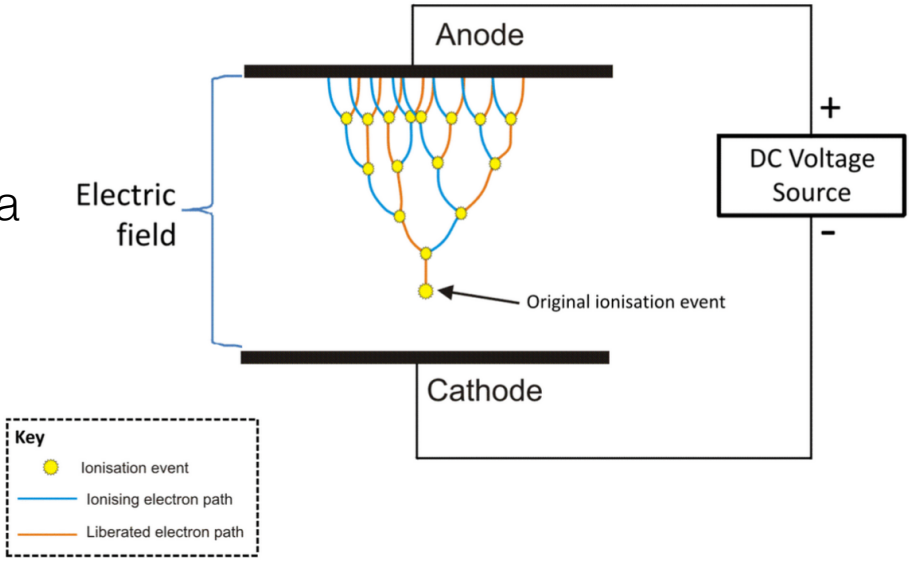 Anode
+
DC Voltage
Source
-
a
Electric
field
Original ionisation event
Cathode
Key
Ionisation event
Ionising electron path
Liberated electron path